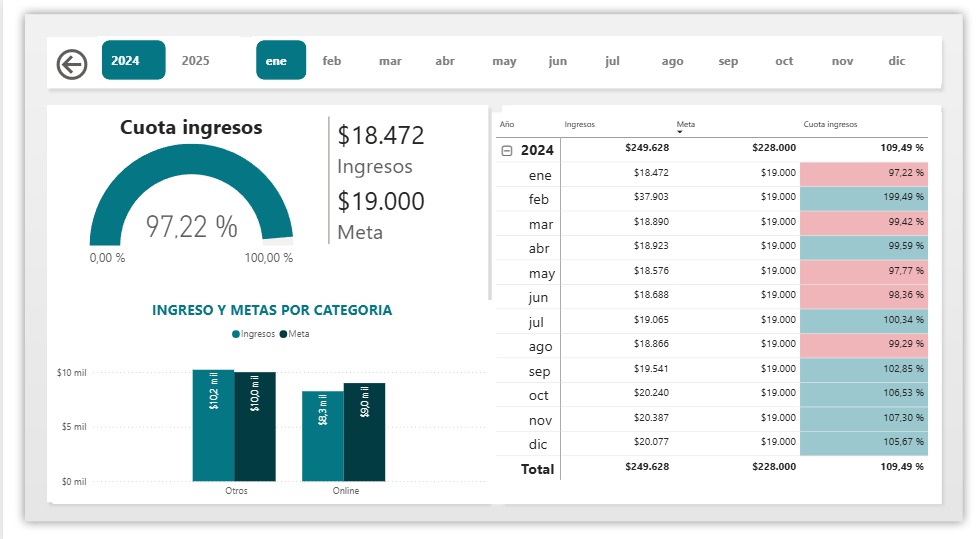 2024 2025 ene feb mar abr may jun jul ago sep oct nov dic
Cuota ingresos
97,22 %
0,00 % 100,00 %
$18.472
Ingresos
$19.000
Meta
INGRESO Y METAS POR CATEGORIA
Ingresos Meta
$10 mil
$5 mil
$0 mil
$10,2 mil $10,0 mil $8,3 mil $9,0 mil
Otros Online
Año Ingresos Meta Cuota ingresos
2024 $249.628 $228.000 109,49 %
ene $18.472 $19.000 97,22 %
feb $37.903 $19.000 199,49 %
mar $18.890 $19.000 99,42 %
abr $18.923 $19.000 99,59 %
may $18.576 $19.000 97,77 %
jun $18.688 $19.000 98,36 %
jul $19.065 $19.000 100,34 %
ago $18.866 $19.000 99,29 %
sep $19.541 $19.000 102,85 %
oct $20.240 $19.000 106,53 %
nov $20.387 $19.000 107,30 %
dic $20.077 $19.000 105,67 %
Total $249.628 $228.000 109,49 %